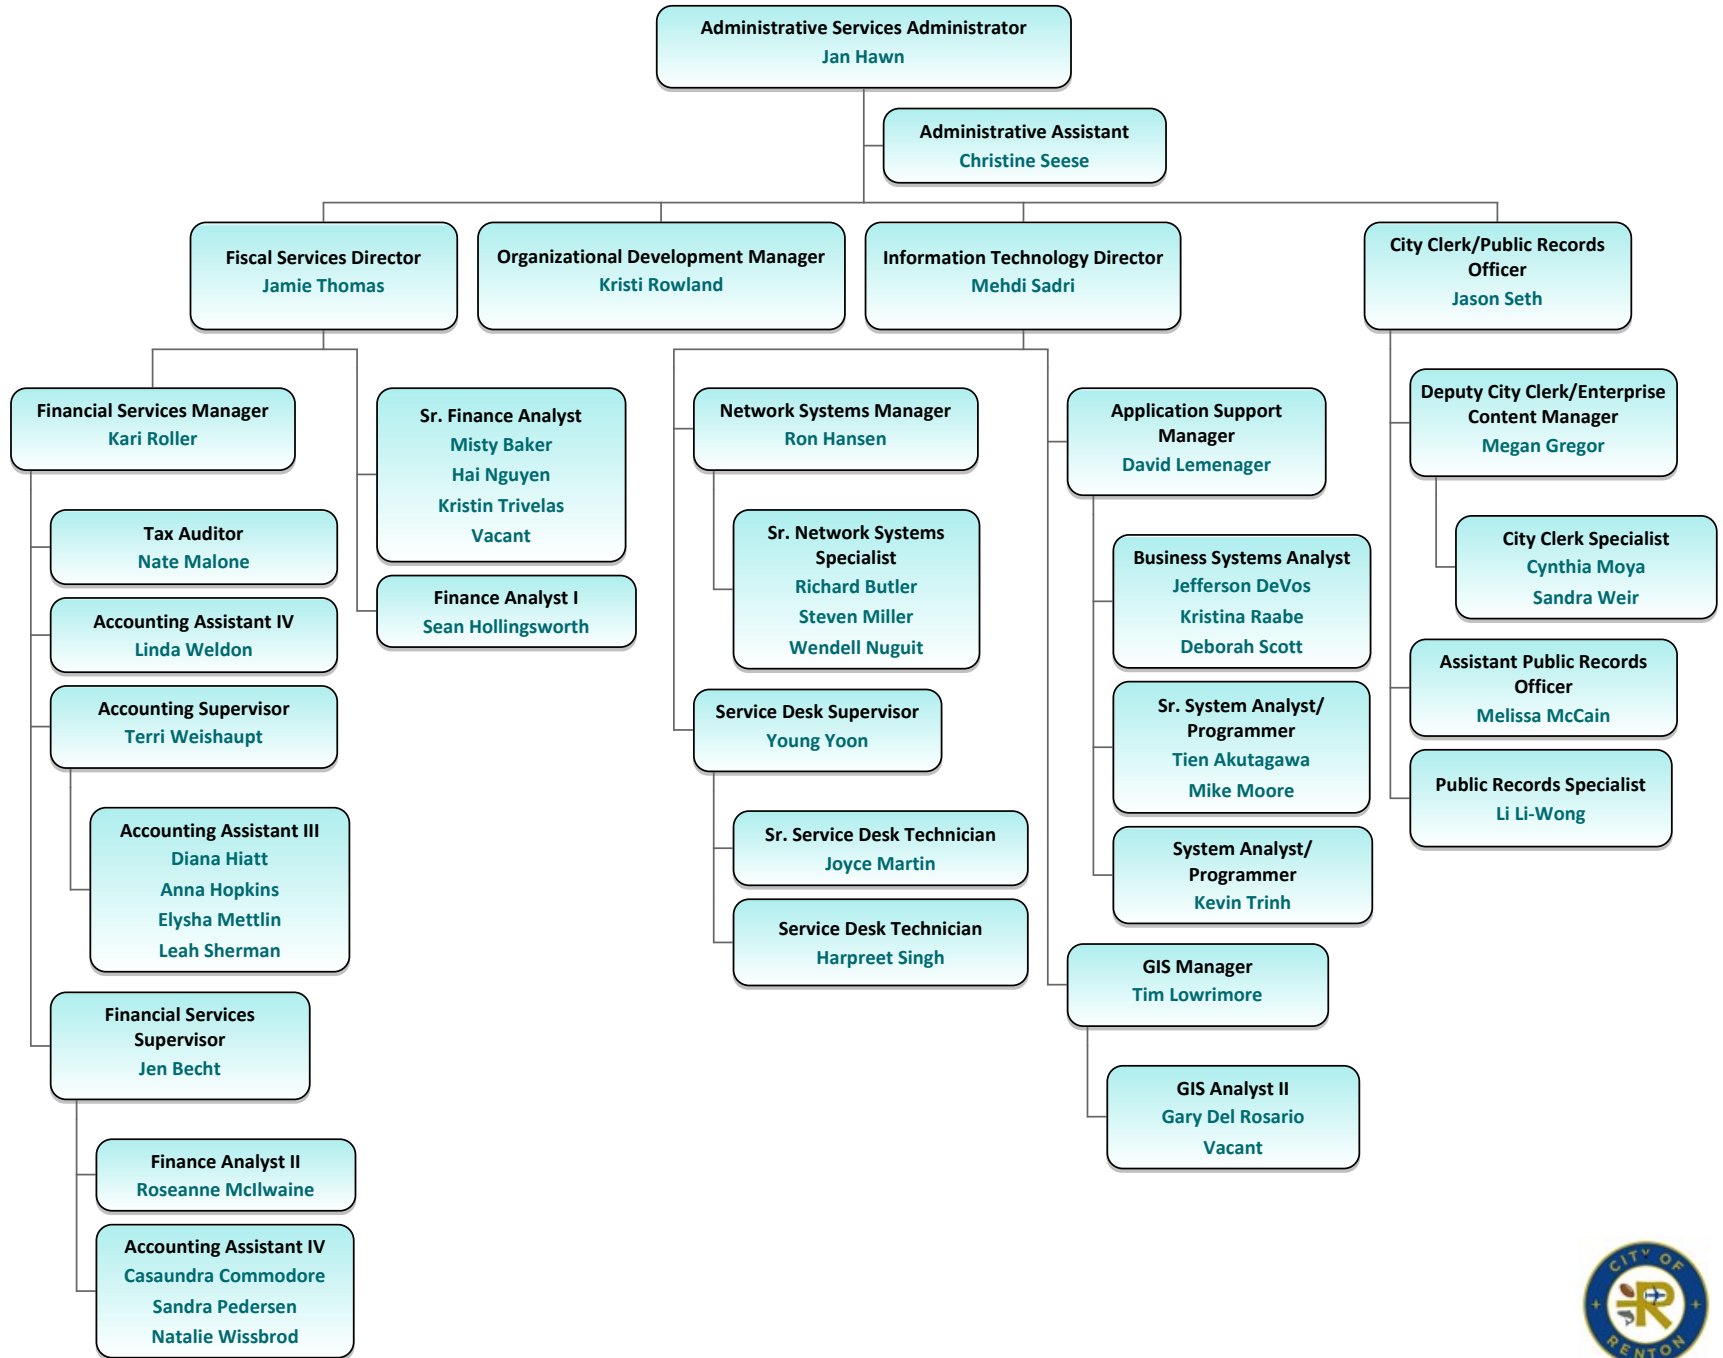 Administrative Services Administrator
Jan Hawn
Administrative Assistant
Christine Seese
Fiscal Services Director
Jamie Thomas
Organizational Development Manager
Kristi Rowland
Information Technology Director
Mehdi Sadri
City Clerk/Public Records
Officer
Jason Seth
Financial Services Manager
Kari Roller
Tax Auditor
Nate Malone
Accounting Assistant IV
Linda Weldon
Accounting Supervisor
Terri Weishaupt
Accounting Assistant III
Diana Hiatt
Anna Hopkins
Elysha Mettlin
Leah Sherman
Financial Services
Supervisor
Jen Becht
Finance Analyst II
Roseanne McIlwaine
Accounting Assistant IV
Casaundra Commodore
Sandra Pedersen
Natalie Wissbrod
Sr. Finance Analyst
Misty Baker
Hai Nguyen
Kristin Trivelas
Vacant
Finance Analyst I
Sean Hollingsworth
Network Systems Manager
Ron Hansen
Sr. Network Systems
Specialist
Richard Butler
Steven Miller
Wendell Nuguit
Service Desk Supervisor
Young Yoon
Sr. Service Desk Technician
Joyce Martin
Service Desk Technician
Harpreet Singh
Application Support
Manager
David Lemenager
Business Systems Analyst
Jefferson DeVos
Kristina Raabe
Deborah Scott
Sr. System Analyst/
Programmer
Tien Akutagawa
Mike Moore
System Analyst/
Programmer
Kevin Trinh
GIS Manager
Tim Lowrimore
GIS Analyst II
Gary Del Rosario
Vacant
Deputy City Clerk/Enterprise
Content Manager
Megan Gregor
City Clerk Specialist
Cynthia Moya
Sandra Weir
Assistant Public Records
Officer
Melissa McCain
Public Records Specialist
Li Li-Wong
CITY OF
R
RENTON